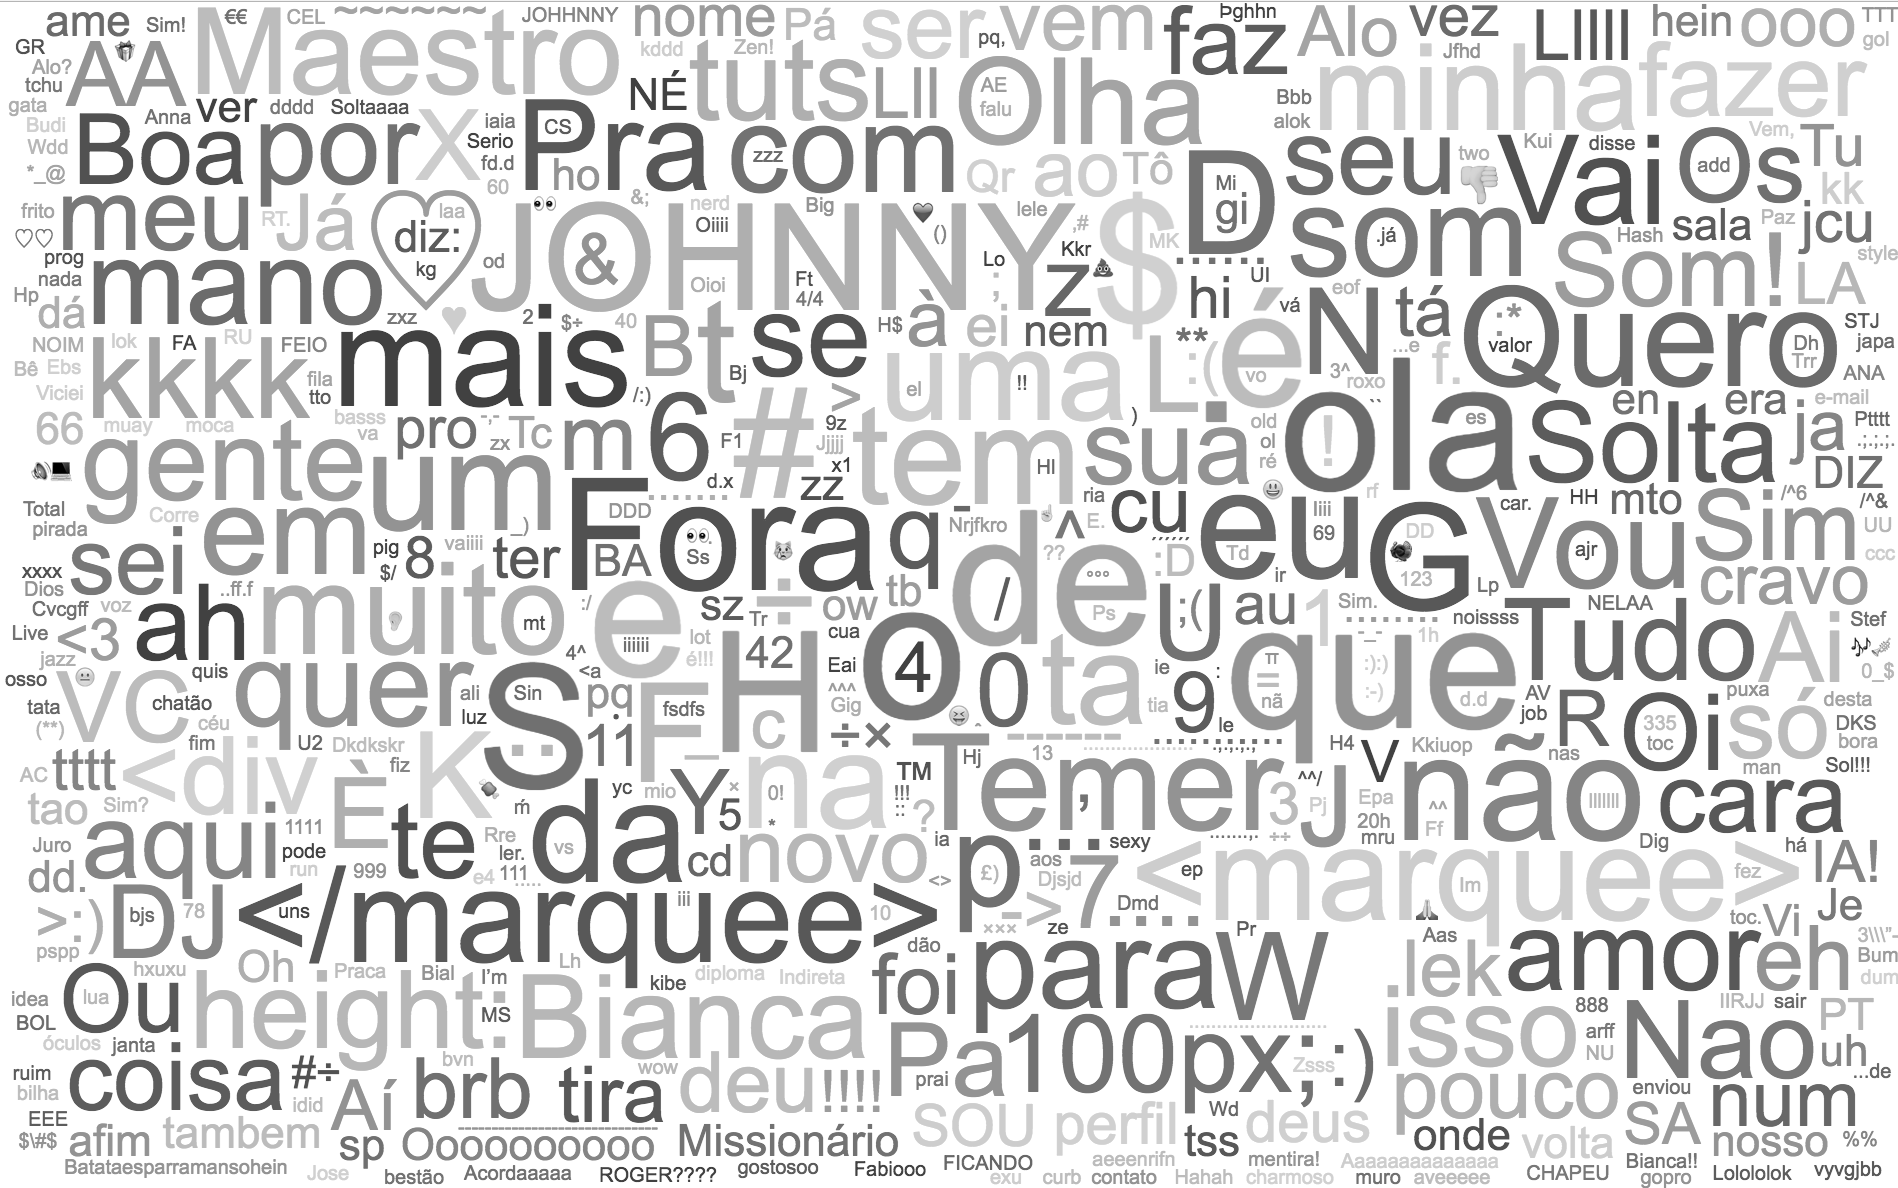 ame Sim! €€ CEL ~~~~~~ JOHHNNY nome Pá ser pq, vem faz Þghhn Alo vez LIIII hein ooo TTT
GR Alo? AA 🎁 Maestro kddd Zen! tuts LII Olha AE falu Jfhd minha fazer gol
tchu gata Anna ver dddd Soltaaaa NÉ Bbb alok
Budi Wdd *_@ Boa por X iaia Serio fd.d 60 Pra CS ho zzz com Qr ao Tô D Mi gi seu two 👎 Vai Kui disse Os add Vem, Tu kk
frito ♡♡ meu RT. Já diz: laa kg 👀 JOHNNY & &; nerd Oiiii Big 🖤 () lele ,# Kkr $ MK som .já Hash sala Paz jcu style
prog nada mano od Oioi Ft 4/4 Lo ; z 💩 hi UI Som! LA
Hp dá zxz ♥ mais 2 $÷ 40 Bt se H$ à ei nem ** L :( é vo vá N eof tá ...e Quero :* valor Dh Trr STJ japa
NOIM Bê Ebs Viciei lok FA RU FEIO kkkk fila tto /:) Bj > el uma !! 3^ roxo f. ANA
66 muay moca basss va pro -,- zx Tc m 6 F1 # 9z Jjjjj x1 tem HI ) sua old ol ré ola ! es Solta en era e-mail ja Ptttt .;.;.;
🔊💻 gente um d.x zz ria cu 😃 rf car. HH mto /^6 DIZ /^&
Total pirada Corre sei em _) pig $/ 8 vaiiii ter DDD BA Fora 👀 Ss q Nrjfkro ☝ ^ E. :D eu Td Iiii 69 ir G DD 123 Lp Vou ajr Sim UU ccc
xxxx Dios Cvcgff voz ..ff.f ah muito mt :/ e iiiiii lot é!!! sz Tr ÷ ow tb de / ?? °°° Ps U ;( au 1 Sim. noissss NELAA cravo Stef
Live <3 jazz quis 4^ <a H 42 cua Eai O 4 0 ta ie : 9 π = nã -_- 1h :):) :-) que d.d Tudo Ai 🎶 0_$
osso tata (**) VC 😐 chatão céu quer ali luz S Sin pq 11 F fsdfs c ^^^ Gig ÷× 😆 ^ tia le AV job R Oi 335 toc puxa só desta DKS bora
AC tttt fim <div U2 Dkdkskr fiz È K ḿ yc mio Y × 5 na 0! * TM !!! :: ? Hj 13 Temer , .,.,.,., ^^/ H4 V Kkiuop nas man Sol!!!
tao Sim? aqui 1111 te Rre ler. 111 vs da cd novo ia ++ 3 Pj J Epa 20h mru ^^ Ff não IIIIIII cara
Juro dd. pode run 999 e4 p £) ... sexy aos Djsjd 7 ep <marquee> Im Dig há IA! fez
>:) pspp DJ bjs 78 uns </marquee> iii 10 <> ××× -> Dmd ze Pr 🙏 toc. Vi Je 3\\\"-
Ou lua hxuxu Oh Praca Bial Lh kibe diploma Indireta dão foi para W Aas .lek amor eh Bum dum
idea BOL óculos janta height: I'm MS Bianca isso 888 arff NU IIRJJ sair Nao PT uh
ruim bilha coisa #÷ idid Aí bvn brb tira wow deu !!!! Pa prai 100px; Zsss :) pouco enviou ...de num
EEE $\#$ afim tambem sp Oooooooooo Missionário SOU perfil Wd tss deus onde volta SA nosso %%
Batataesparramansohein Jose bestão Acordaaaaa ROGER???? gostosoo Fabiooo FICANDO exu curb aeeenrifn contato Hahah mentira! charmoso Aaaaaaaaaaaaaa muro aveeeee CHAPEU Bianca!! gopro Lolololok vyvgjbb